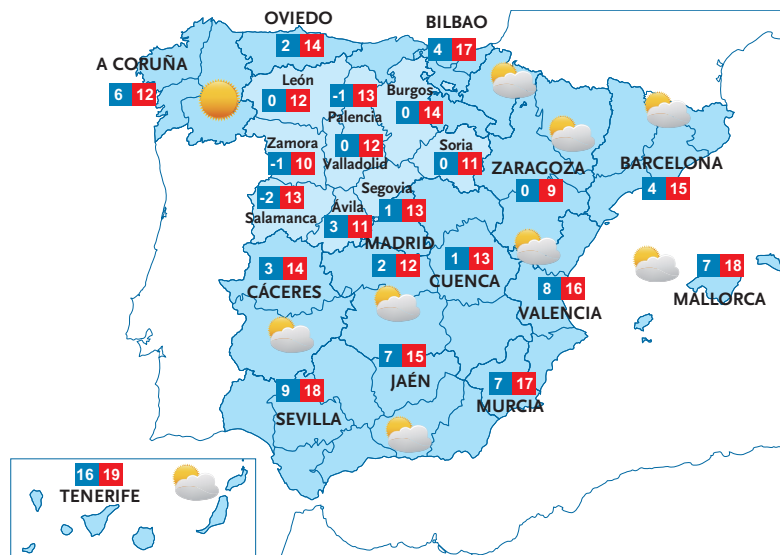 OVIEDO
2 14
BILBAO
4 17
A CORUÑA
6 12
León
0 12
-1 13
Palencia
Burgos
0 14
Zamora
-1 10
0 12
Valladolid
Soria
0 11
ZARAGOZA
0 9
BARCELONA
4 15
-2 13
Salamanca
Ávila
3 11
Segovia
1 13
MADRID
2 12
1 13
CUENCA
3 14
CÁCERES
8 16
VALENCIA
7 18
MALLORCA
7 15
JAÉN
7 17
MURCIA
9 18
SEVILLA
16 19
TENERIFE